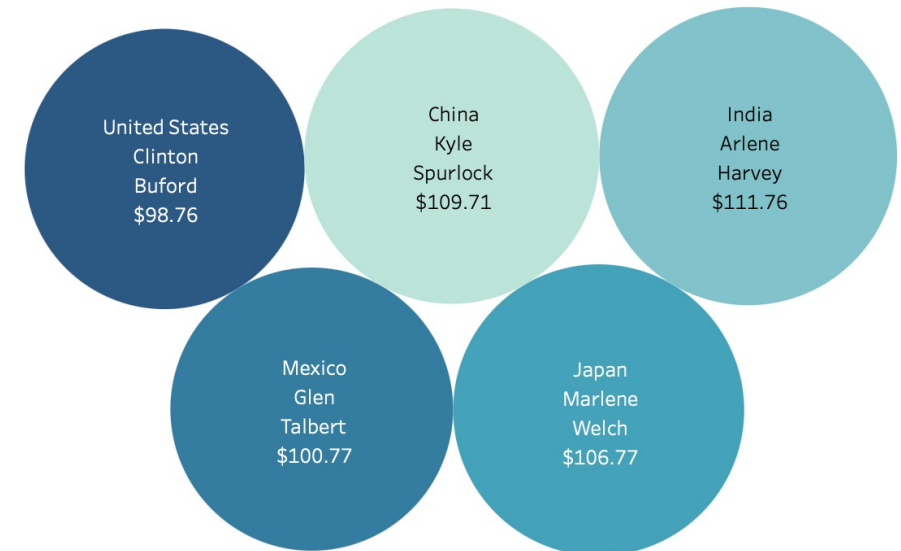 United States
Clinton
Buford
$98.76
China
Kyle
Spurlock
$109.71
India
Arlene
Harvey
$111.76
Mexico
Glen
Talbert
$100.77
Japan
Marlene
Welch
$106.77